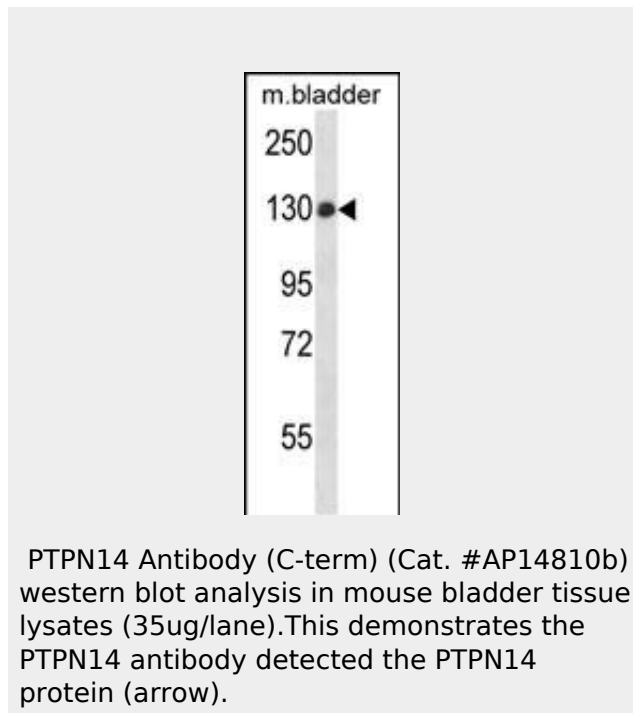 m.bladder
250
130
95
72
55
PTPN14 Antibody (C-term) (Cat. #AP14810b)
western blot analysis in mouse bladder tissue
lysates (35ug/lane).This demonstrates the
PTPN14 antibody detected the PTPN14
protein (arrow).